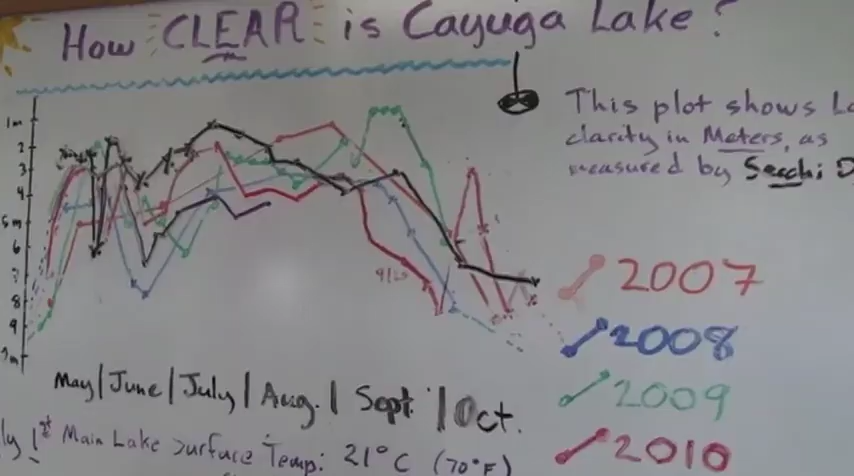 How CLEAR is Cayuga Lake?
This plot shows
clarity in Meters, as
measured by Secchi
1m
2
3
4
5m
6
7
8
9
9/20
2007
2008
2009
2010
May | June | July | Aug. | Sept. | Oct.
1st Main Lake Surface Temp: 21°C (70°F)